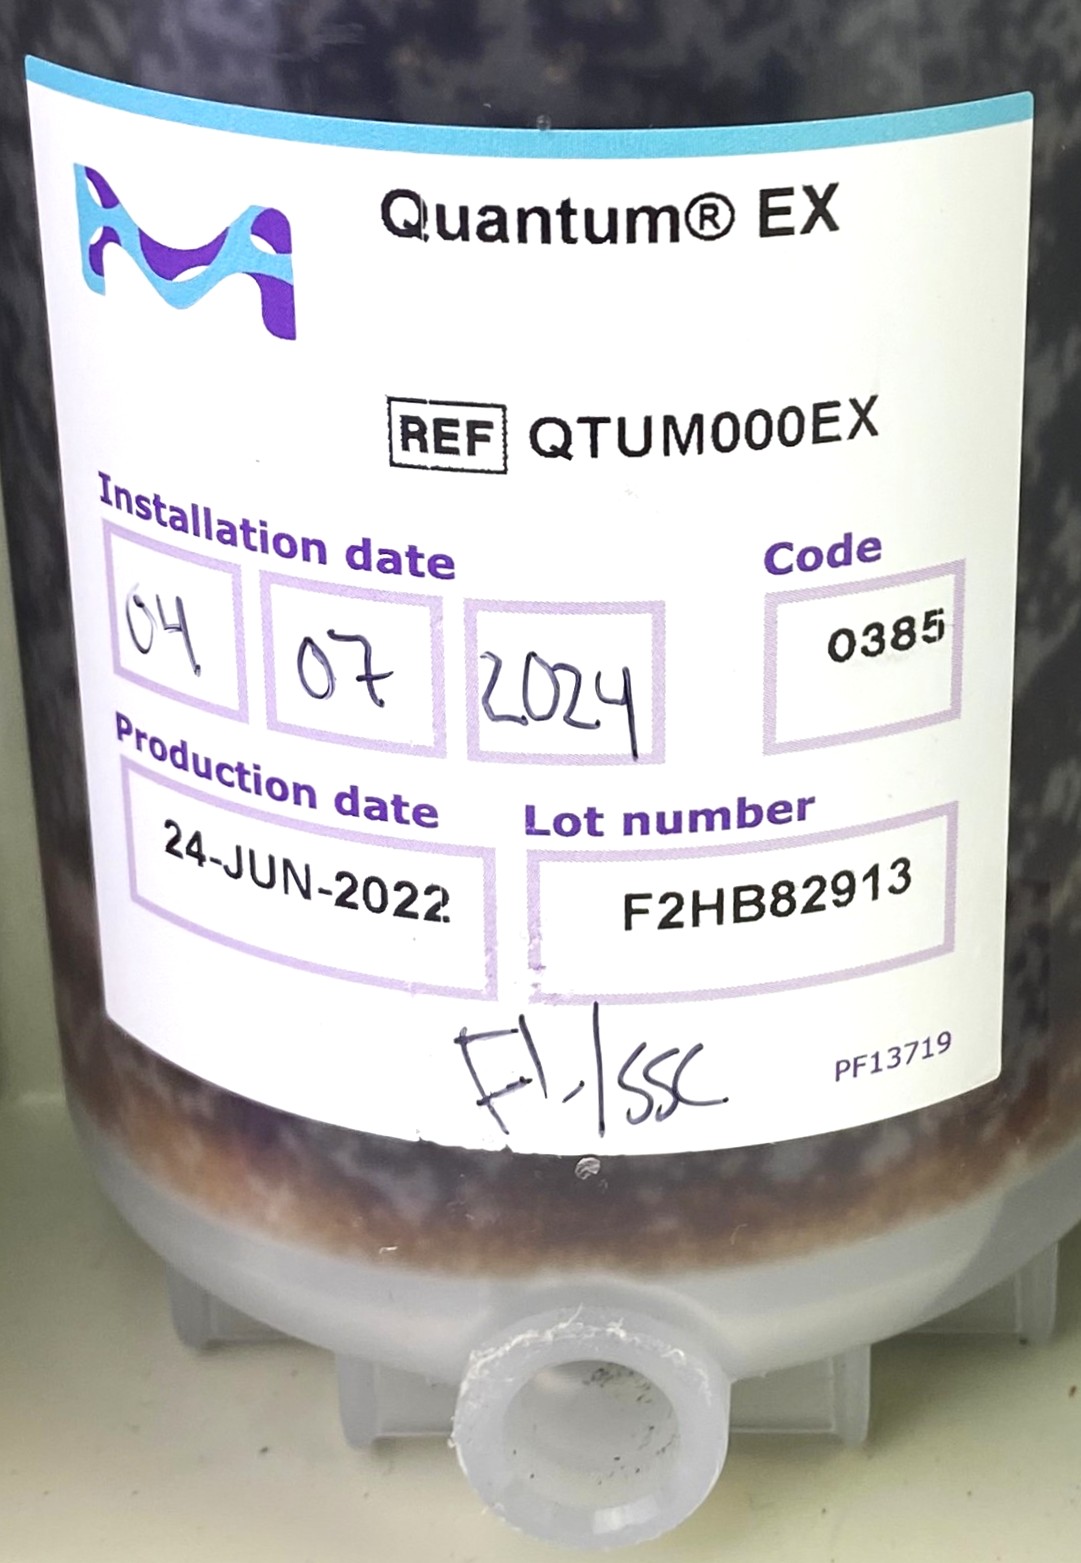 Quantum® EX
REF QTUM000EX
Installation date Code
04 07 2024 0385
Production date Lot number
24-JUN-2022 F2HB82913
/SSC
PF13719